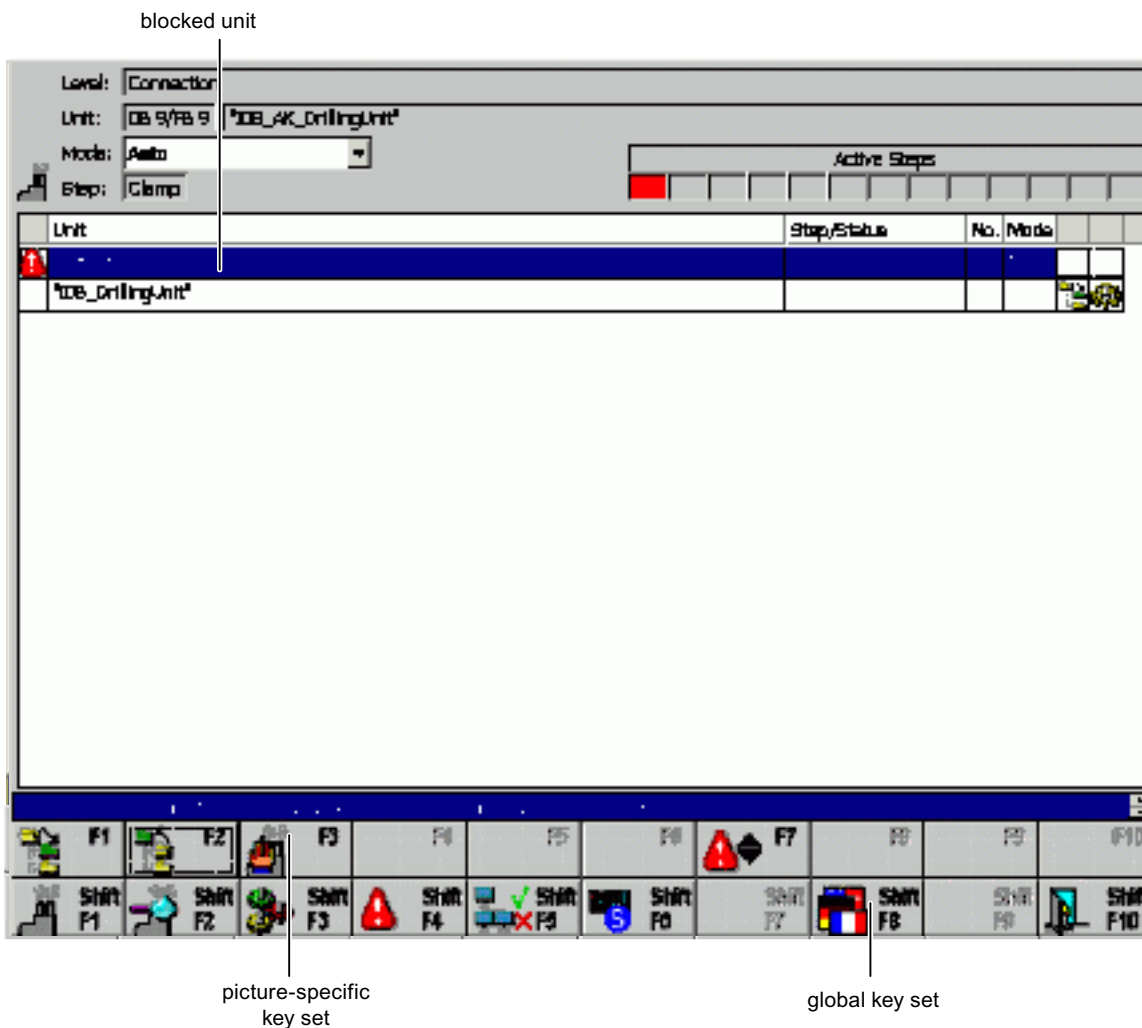 blocked unit
Level: Connection
Unit: DB 9/FB 9 "IDB_AK_DrillingUnit"
Mode: Auto
Active Steps
Step: Clamp
Unit Step/Status No. Mode
"IDB_DrillingUnit"
F1 F2 F3 F4 F5 F6 F7 F8 F9 F10
Shift Shift Shift Shift Shift Shift Shift Shift Shift Shift
F1 F2 F3 F4 F5 F6 F7 F8 F9 F10
S
picture-specific
key set
global key set